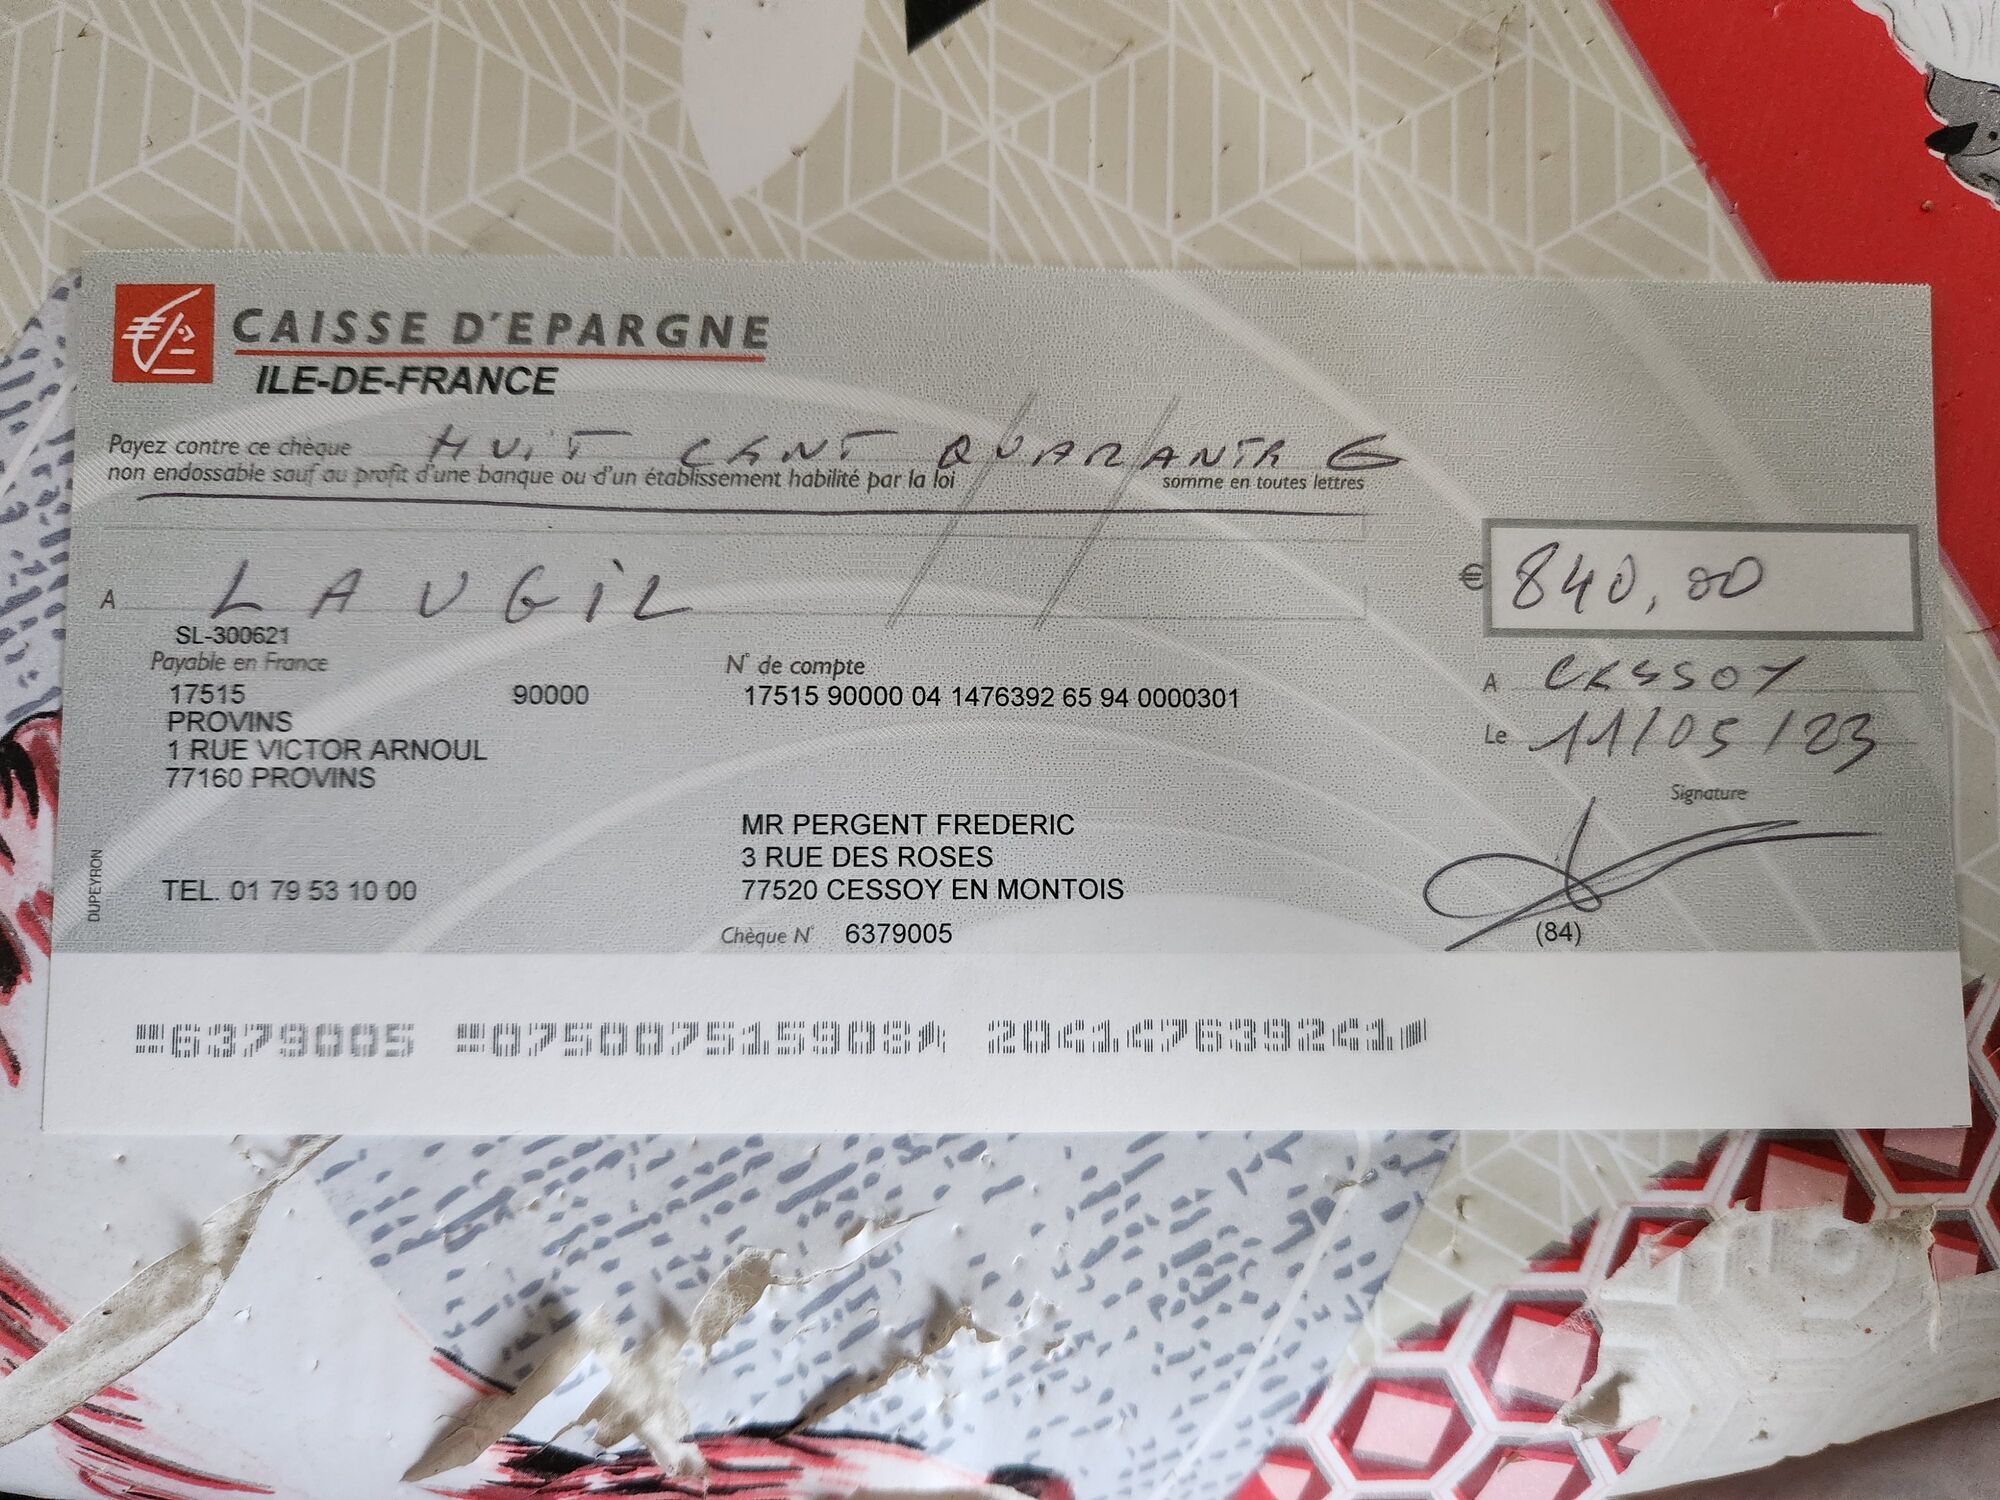 CAISSE D'EPARGNE
ILE-DE-FRANCE
Payez contre ce chèque HUIT CENT QUARANTE €
non endossable sauf au profit d'une banque ou d'un établissement habilité par la loi somme en toutes lettres
€ 840,00
A LAUGIL
SL-300621
Payable en France N° de compte
A CESSOY
17515 90000 17515 90000 04 1476392 65 94 0000301
PROVINS
Le 11/05/23
1 RUE VICTOR ARNOUL
77160 PROVINS
Signature
MR PERGENT FREDERIC
3 RUE DES ROSES
TEL. 01 79 53 10 00 77520 CESSOY EN MONTOIS
DUPEYRON
Chèque N° 6379005 (84)
6379005 075007515908 204147639241